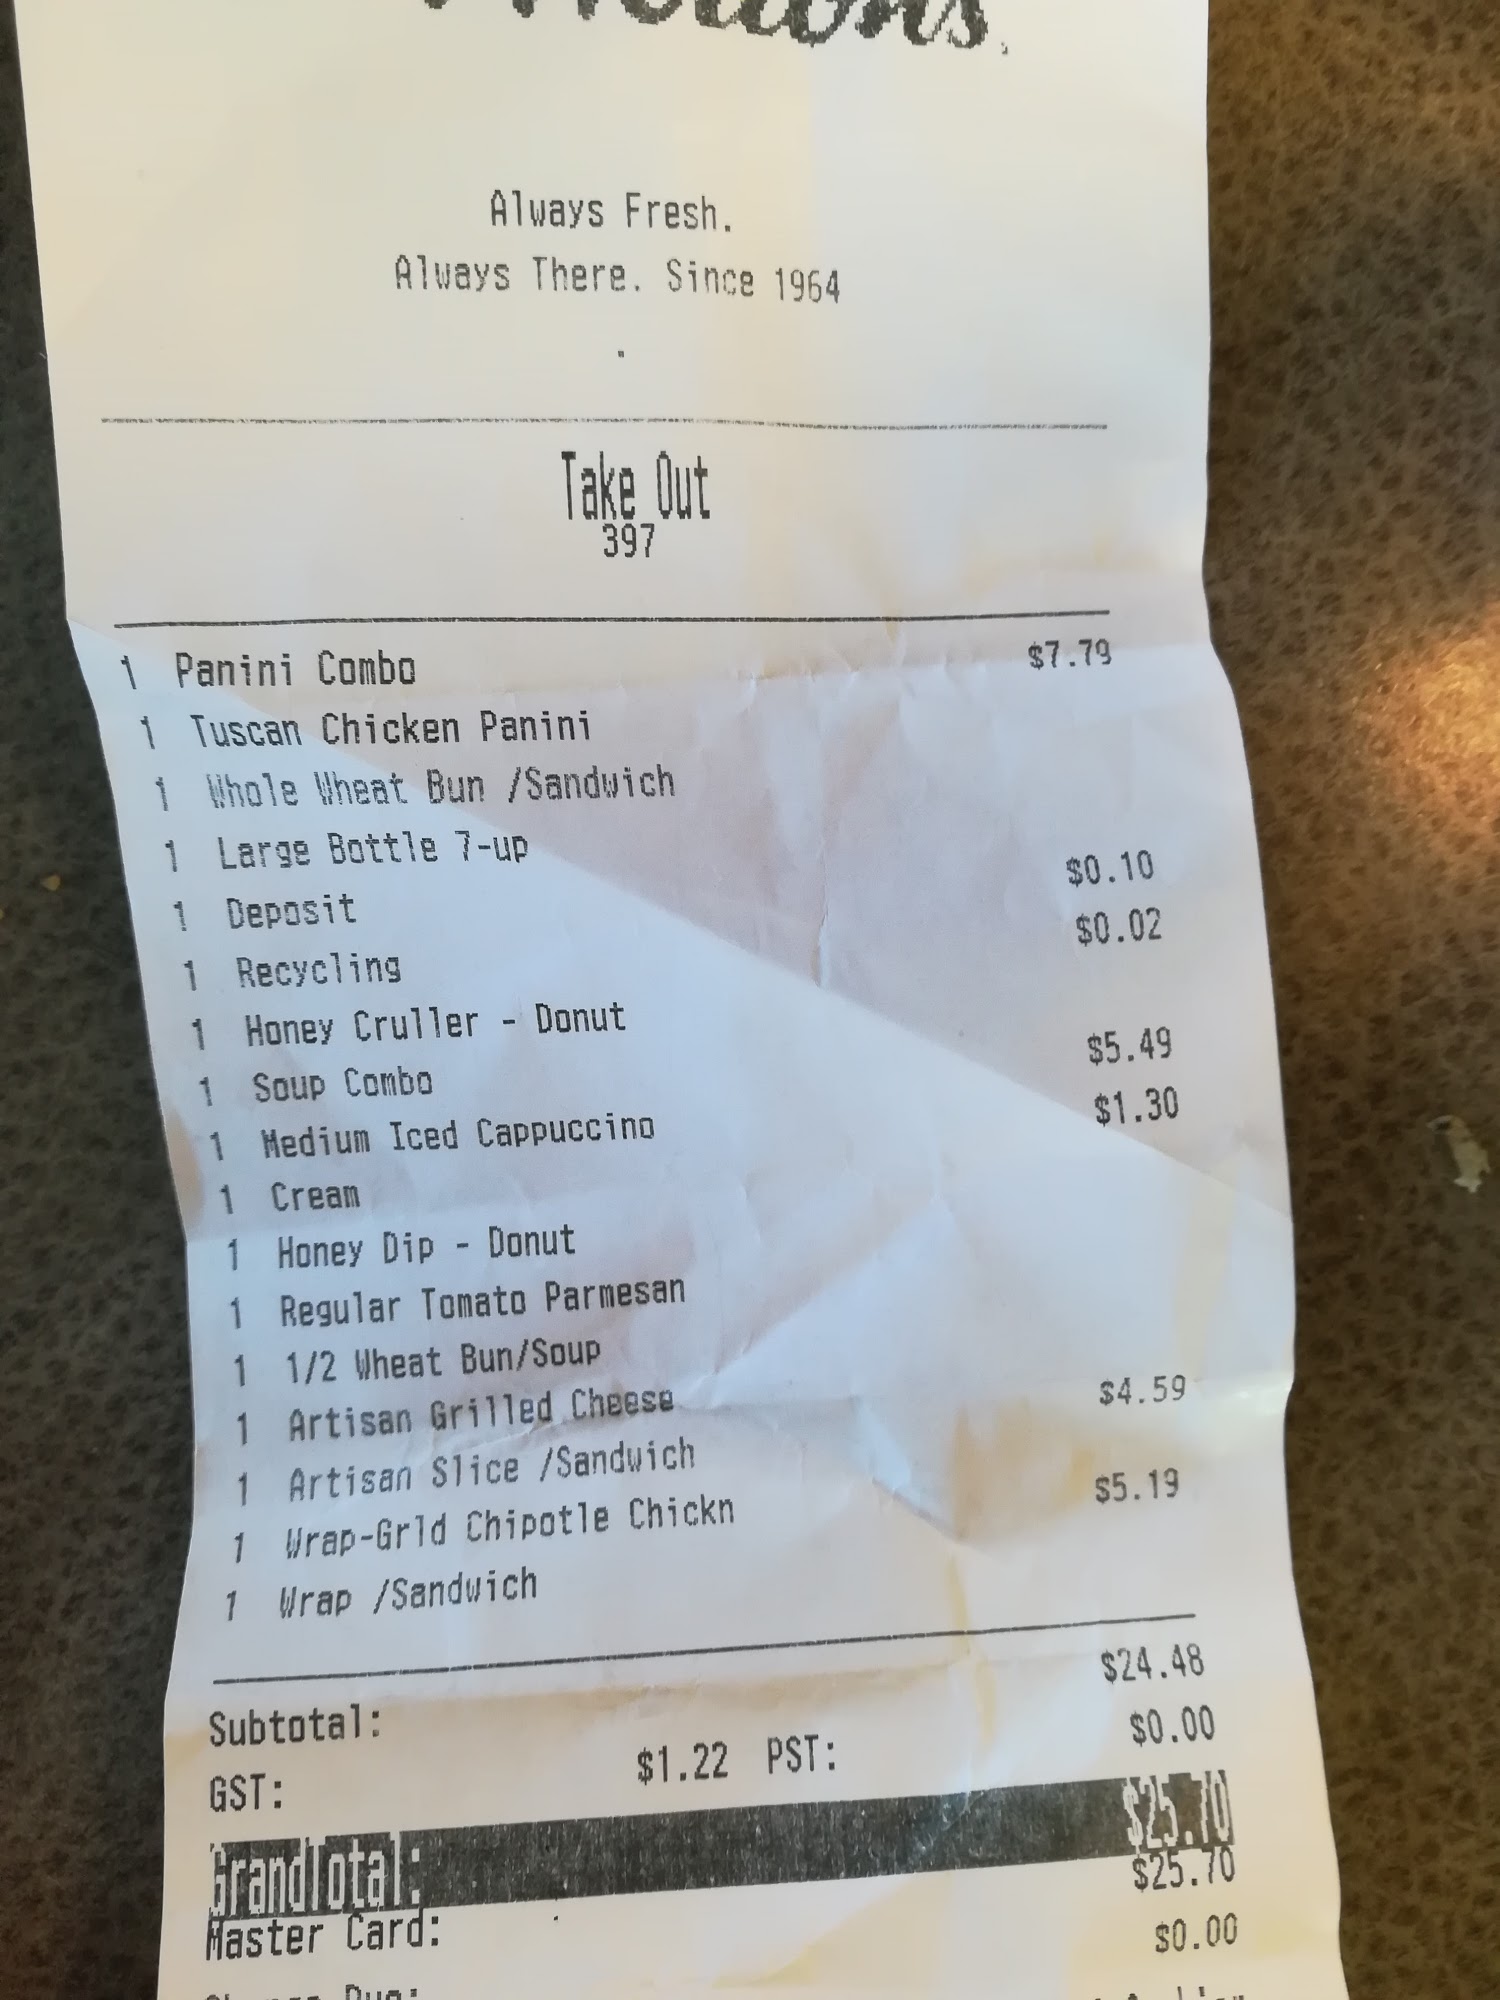 Always Fresh.
Always There. Since 1964
.
Take Out
397
1 Panini Combo $7.79
1 Tuscan Chicken Panini
1 Whole Wheat Bun /Sandwich
1 Large Bottle 7-up
1 Deposit $0.10
1 Recycling $0.02
1 Honey Cruller - Donut
1 Soup Combo $5.49
1 Medium Iced Cappuccino $1.30
1 Cream
1 Honey Dip - Donut
1 Regular Tomato Parmesan
1 1/2 Wheat Bun/Soup
1 Artisan Grilled Cheese $4.59
1 Artisan Slice /Sandwich
1 Wrap-Grld Chipotle Chickn $5.19
1 Wrap /Sandwich
Subtotal: $24.48
GST: $1.22 PST: $0.00
GrandTotal: $25.70
Master Card: $25.70
$0.00